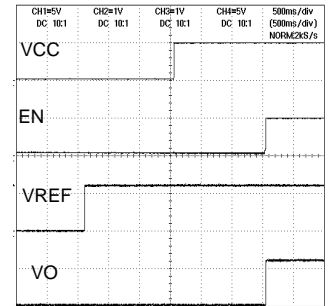 CH1=5V CH2=1V CH3=1V CH4=5V 500ms/div
DC 10:1 DC 10:1 DC 10:1 DC 10:1 (500ms/div)
NORM:2kS/s
VCC
EN
VREF
VO